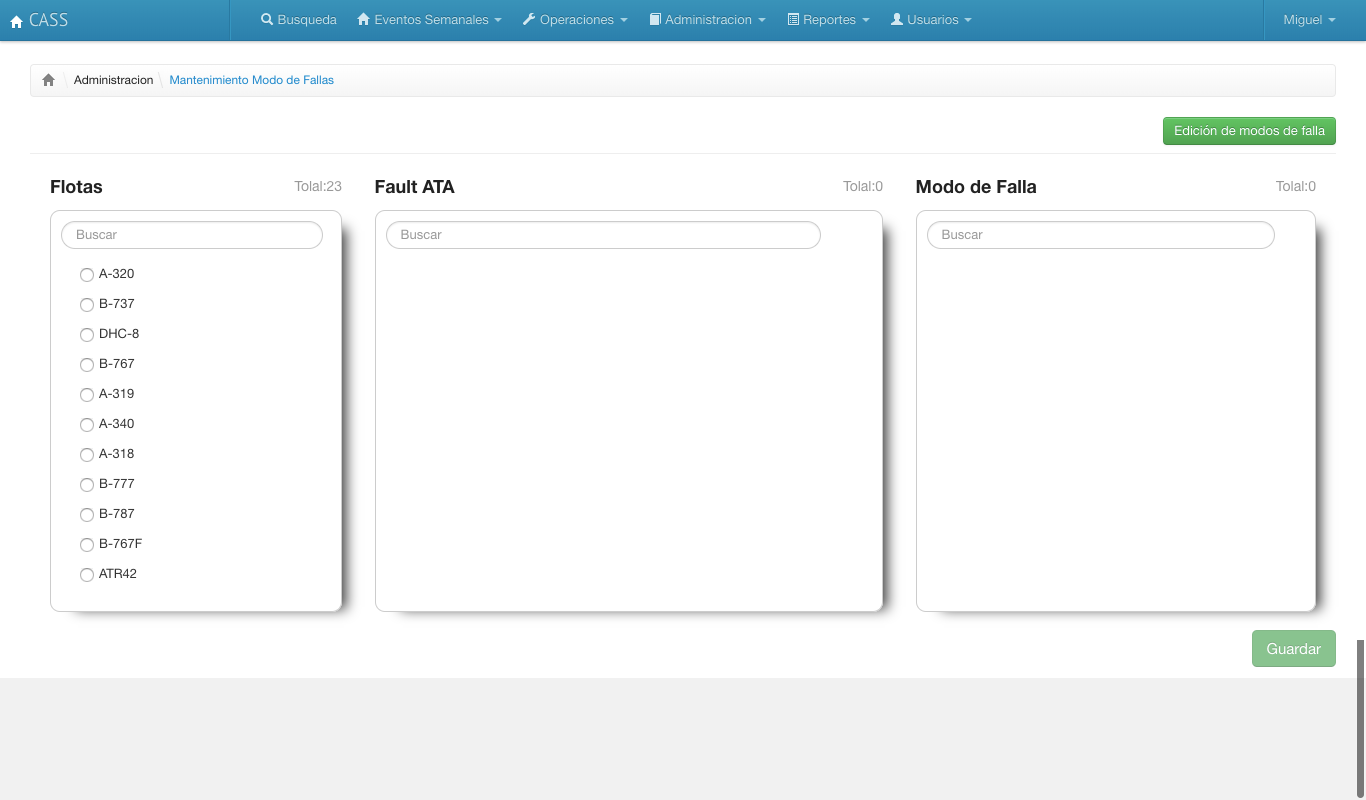 CASS Busqueda Eventos Semanales Operaciones Administracion Reportes Usuarios Miguel
Administracion Mantenimiento Modo de Fallas
Edición de modos de falla
Flotas Tolal:23 Fault ATA Tolal:0 Modo de Falla Tolal:0
Buscar Buscar Buscar
A-320
B-737
DHC-8
B-767
A-319
A-340
A-318
B-777
B-787
B-767F
ATR42
Guardar